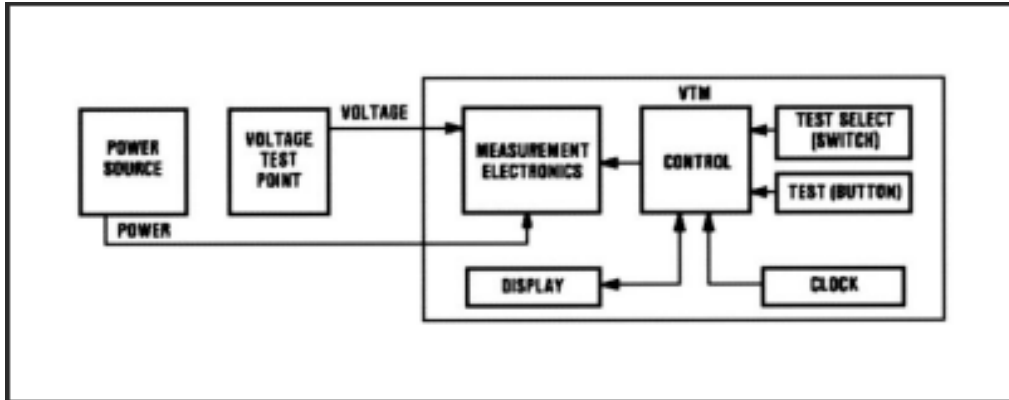 VTM
POWER
SOURCE
VOLTAGE
TEST
POINT
VOLTAGE
MEASUREMENT
ELECTRONICS
CONTROL
TEST SELECT
(SWITCH)
TEST (BUTTON)
POWER
DISPLAY
CLOCK